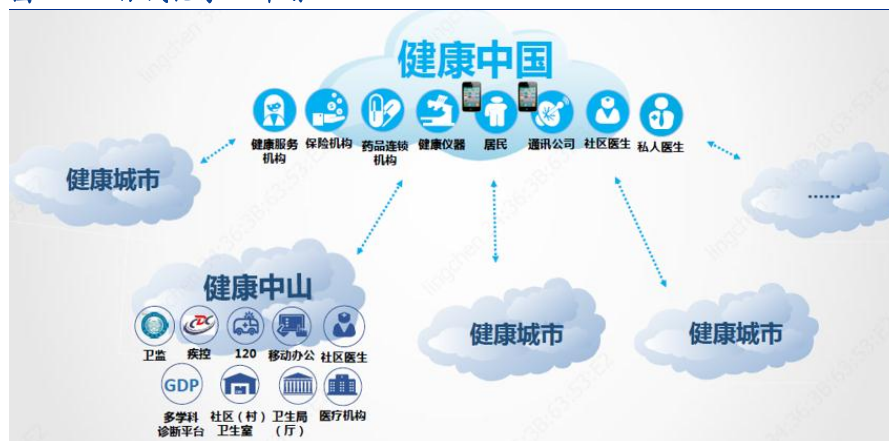 健康中国
健康服务
机构
保险机构
药品连锁
机构
健康仪器
居民
通讯公司
社区医生
私人医生
健康城市
......
健康中山
卫监
疾控
120
移动办公
社区医生
GDP
多学科
诊断平台
社区（村）
卫生室
卫生局
（厅）
医疗机构
健康城市
健康城市